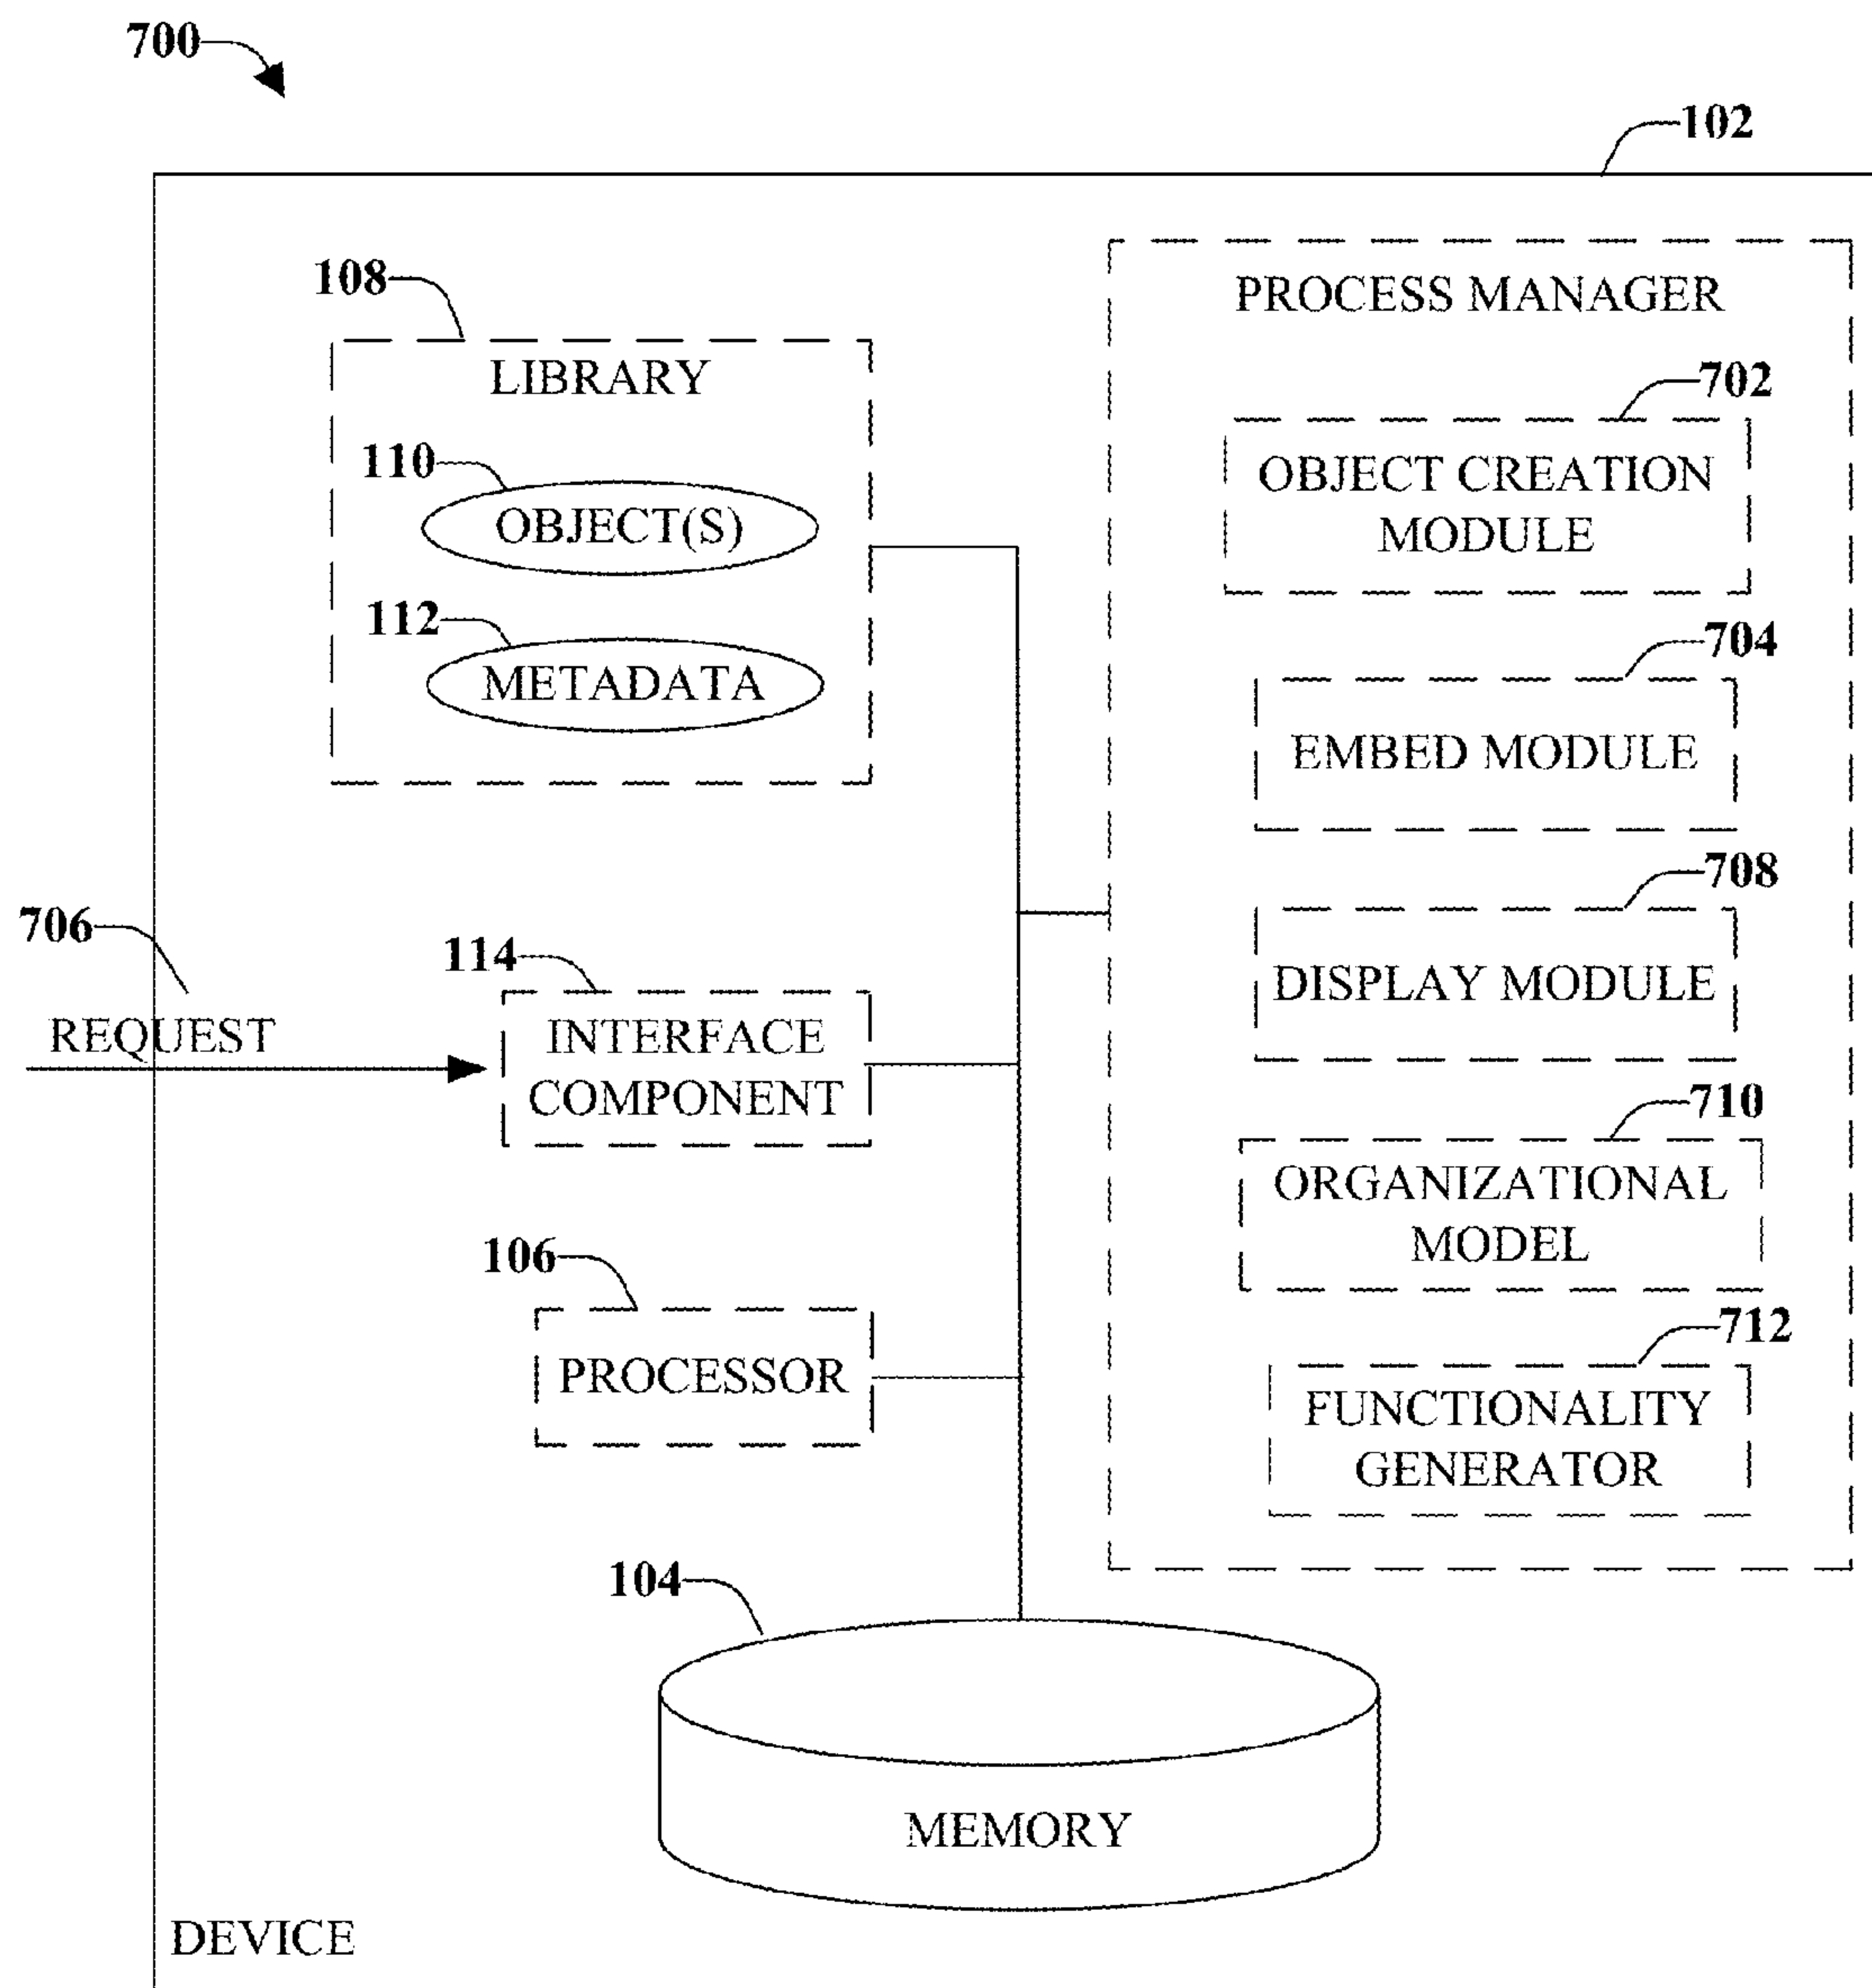 700
102
108
LIBRARY
110
OBJECT(S)
112
METADATA
PROCESS MANAGER
702
OBJECT CREATION
MODULE
704
EMBED MODULE
708
DISPLAY MODULE
710
ORGANIZATIONAL
MODEL
712
FUNCTIONALITY
GENERATOR
706
REQUEST
114
INTERFACE
COMPONENT
106
PROCESSOR
104
MEMORY
DEVICE